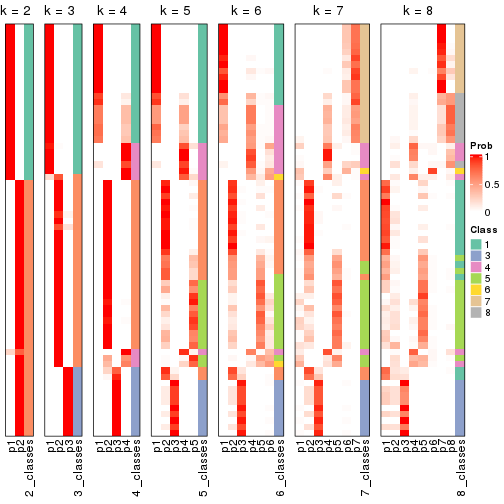 k = 2 k = 3 k = 4 k = 5 k = 6 k = 7 k = 8
Prob
1
0.5
0
Class
1
3
4
5
6
7
8
p1 p2 2_classes
p1 p2 p3 3_classes
p1 p2 p3 p4 4_classes
p1 p2 p3 p4 p5 5_classes
p1 p2 p3 p4 p5 p6 6_classes
p1 p2 p3 p4 p5 p6 p7 7_classes
p1 p2 p3 p4 p5 p6 p7 p8 8_classes